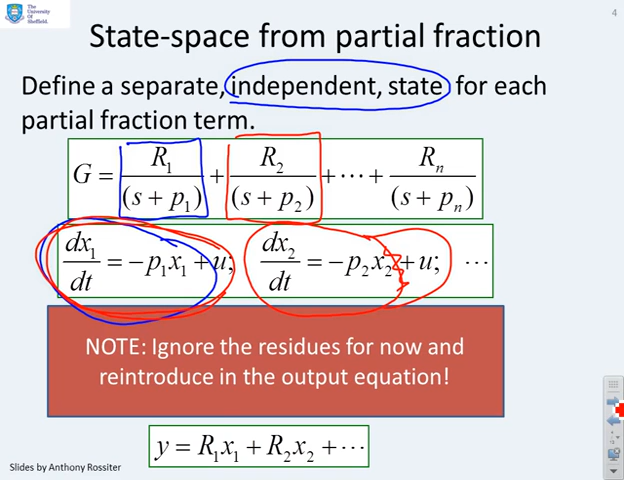 The
University
Of
Sheffield.
4
State-space from partial fraction
Define a separate, independent, state for each
partial fraction term.
G = R₁/(s + p₁) + R₂/(s + p₂) + ⋯ + Rₙ/(s + pₙ)
dx₁/dt = −p₁x₁ + u; dx₂/dt = −p₂x₂ + u; ⋯
NOTE: Ignore the residues for now and
reintroduce in the output equation!
y = R₁x₁ + R₂x₂ + ⋯
Slides by Anthony Rossiter